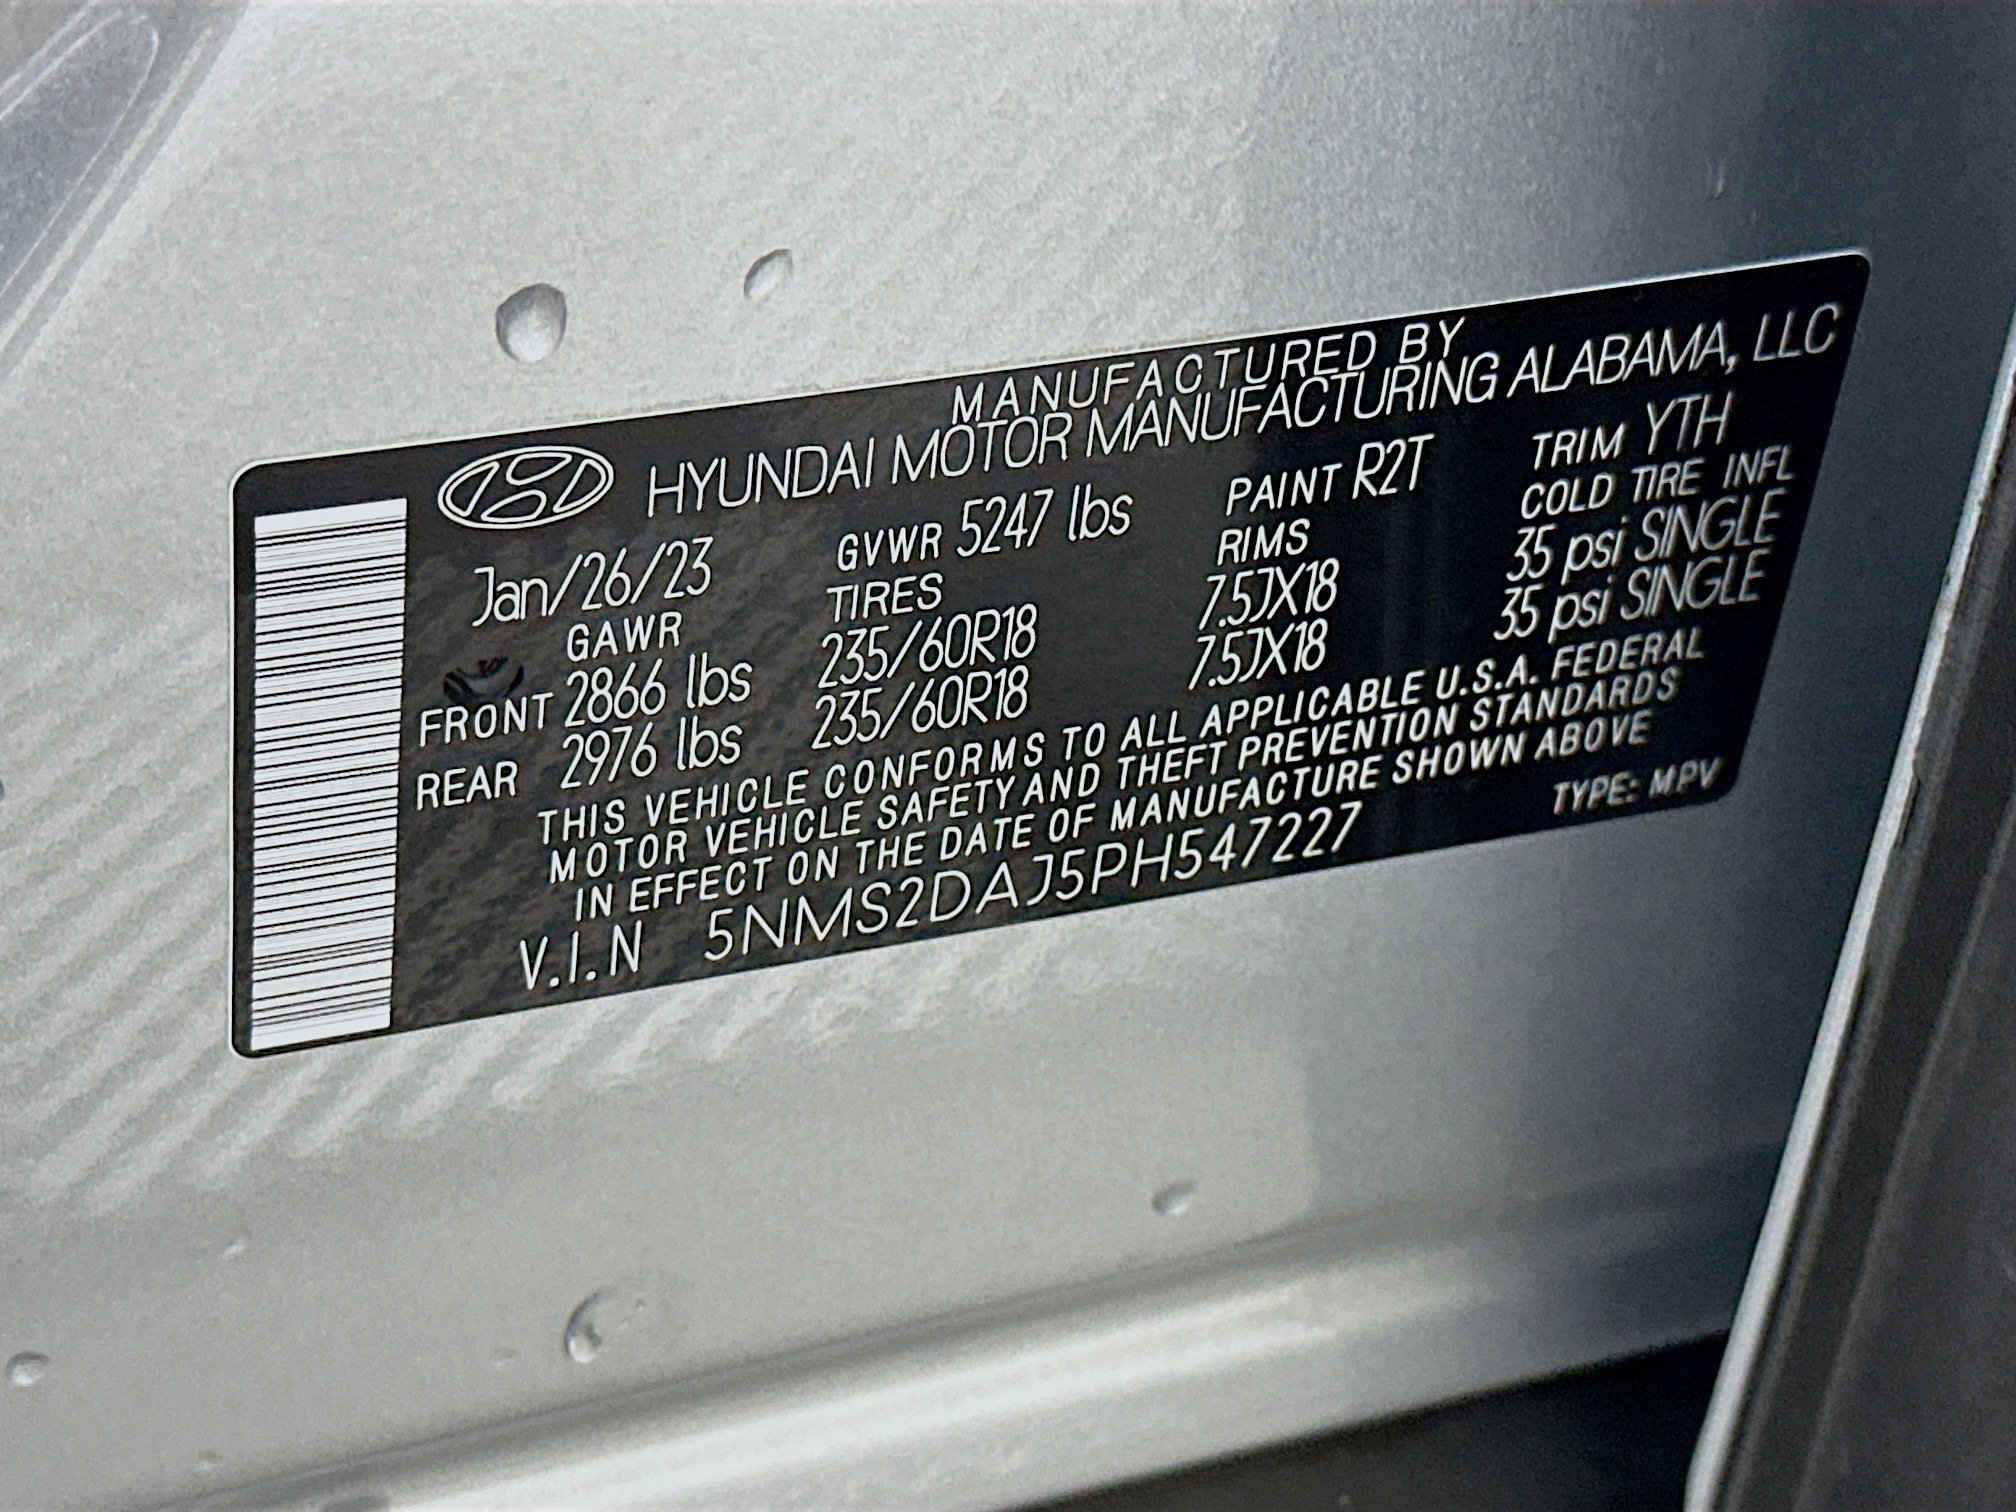 MANUFACTURED BY
HYUNDAI MOTOR MANUFACTURING ALABAMA, LLC
Jan/26/23 GVWR 5247 lbs PAINT R2T TRIM YTH
GAWR TIRES RIMS COLD TIRE INFL
FRONT 2866 lbs 235/60R18 7.5JX18 35 psi SINGLE
REAR 2976 lbs 235/60R18 7.5JX18 35 psi SINGLE
THIS VEHICLE CONFORMS TO ALL APPLICABLE U.S.A. FEDERAL
MOTOR VEHICLE SAFETY AND THEFT PREVENTION STANDARDS
IN EFFECT ON THE DATE OF MANUFACTURE SHOWN ABOVE
V.I.N 5NMS2DAJ5PH547227 TYPE: MPV